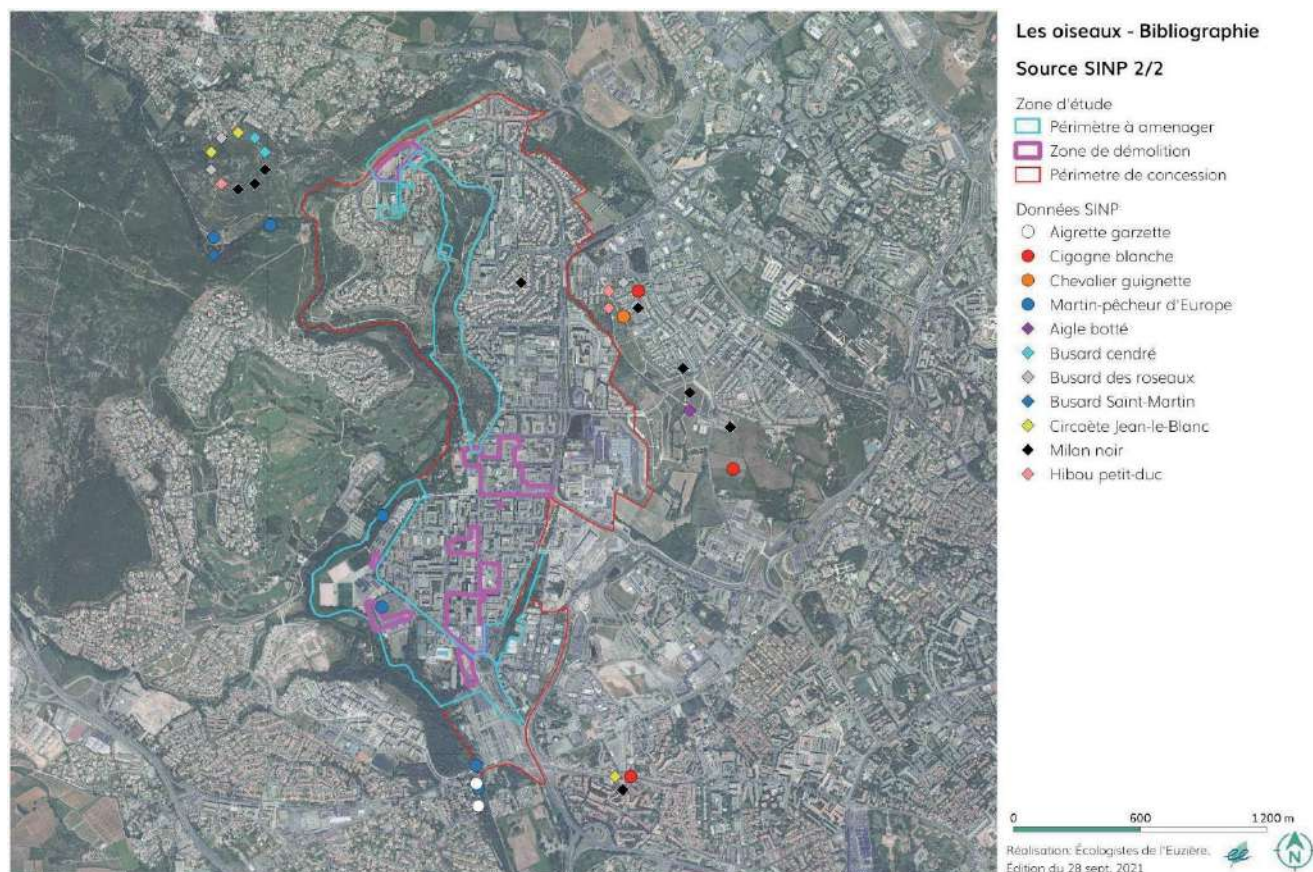 Les oiseaux - Bibliographie
Source SINP 2/2
Zone d'étude
Périmètre à amenager
Zone de démolition
Périmetre de concession
Données SINP
Aigrette garzette
Cigogne blanche
Chevalier guignette
Martin-pêcheur d'Europe
Aigle botté
Busard cendré
Busard des roseaux
Busard Saint-Martin
Circaète Jean-le-Blanc
Milan noir
Hibou petit-duc
0 600 1200 m
Réalisation: Écologistes de l'Euzière.
Édition du 28 sept. 2021
ee
N